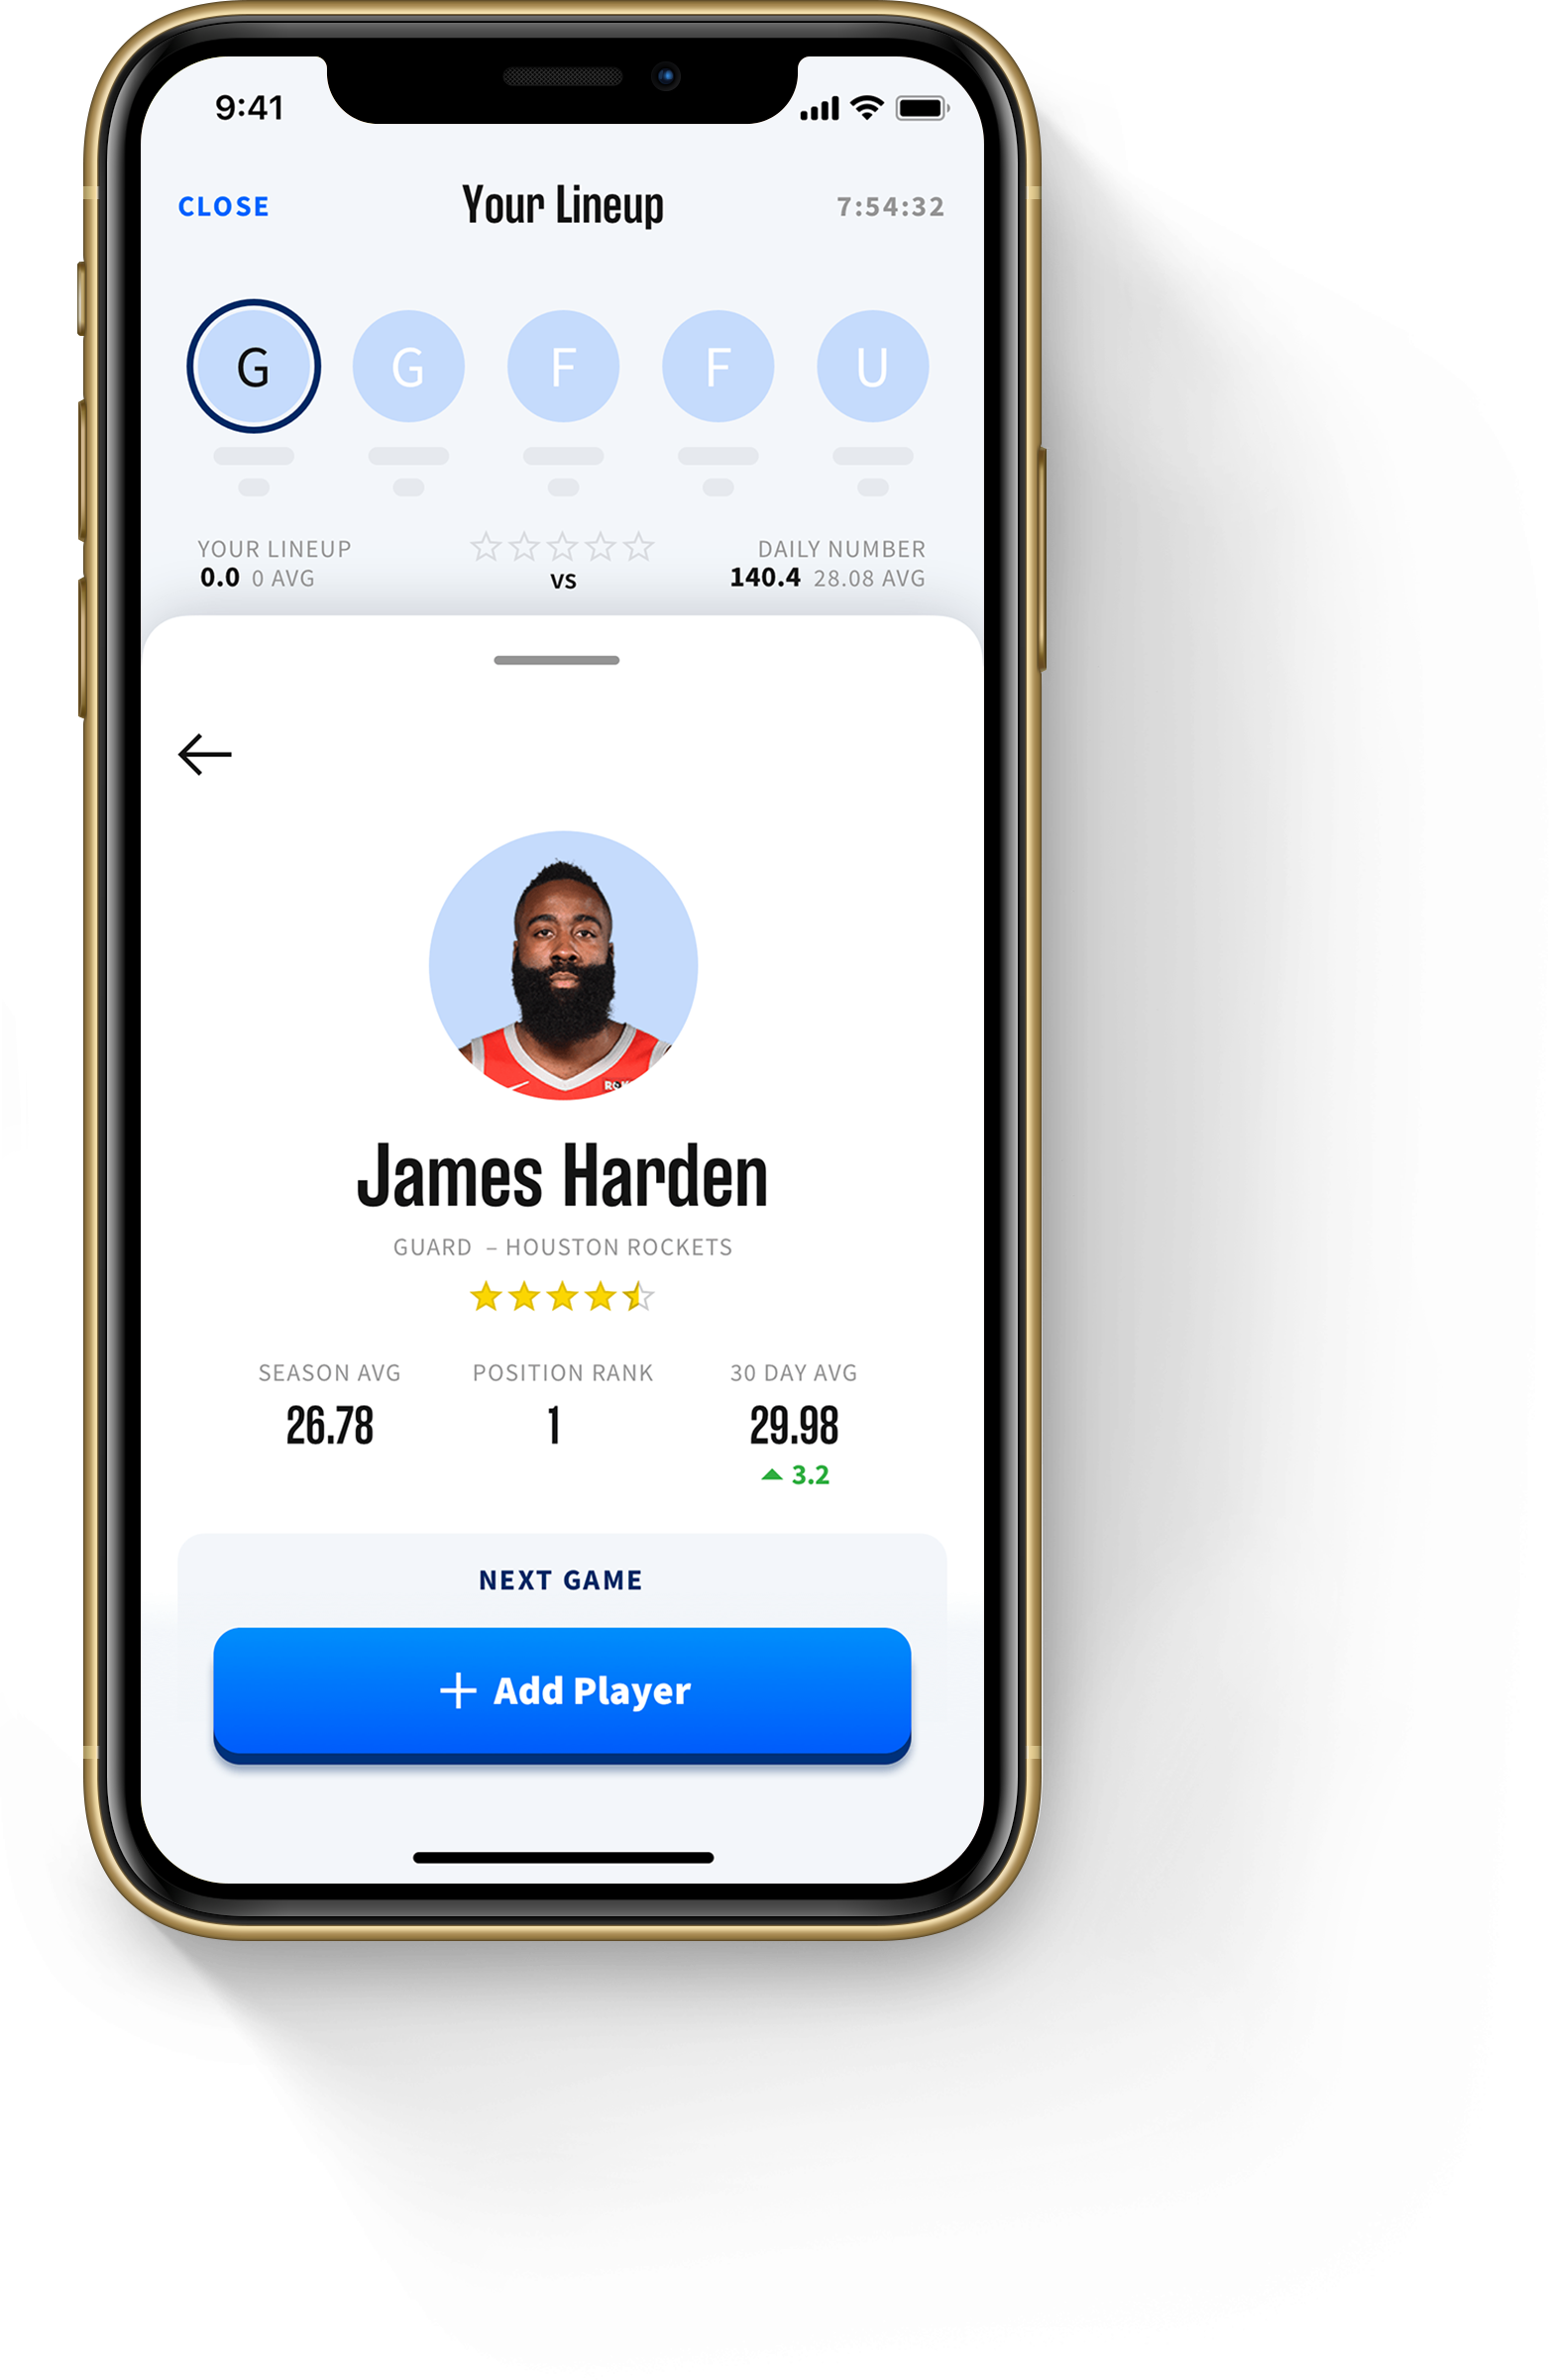 9:41
CLOSE Your Lineup 7:54:32
G G F F U
YOUR LINEUP DAILY NUMBER
0.0 0 AVG VS 140.4 28.08 AVG
James Harden
GUARD – HOUSTON ROCKETS
SEASON AVG POSITION RANK 30 DAY AVG
26.78 1 29.98
3.2
NEXT GAME
+ Add Player